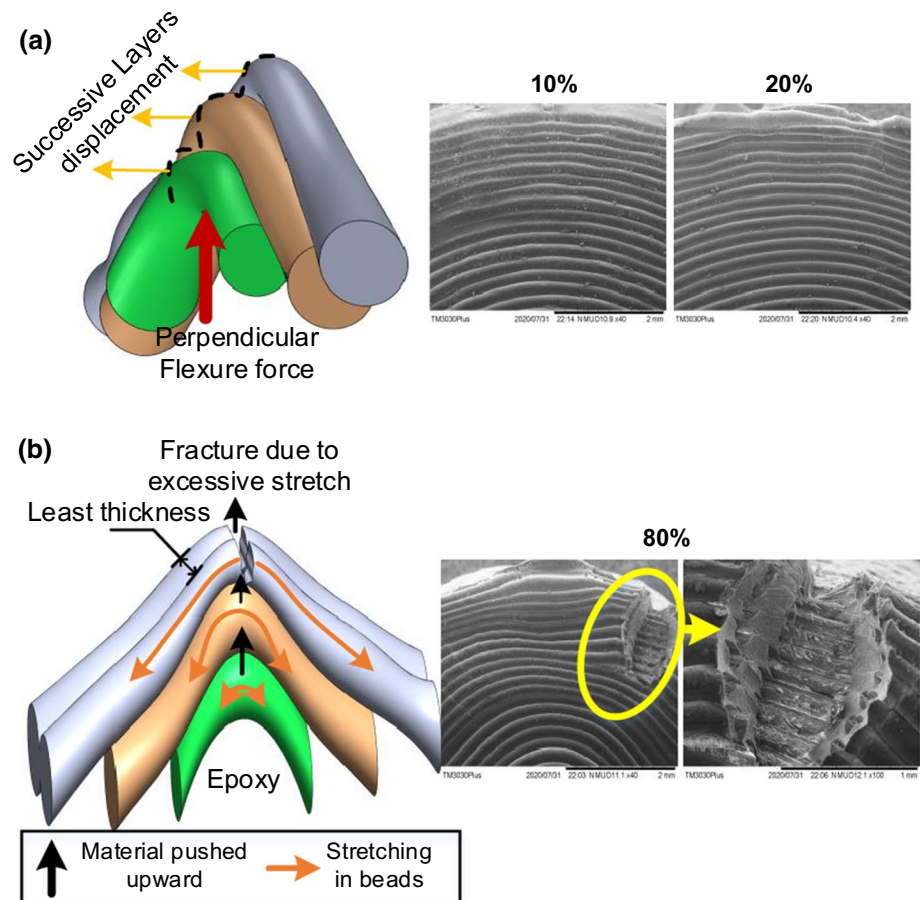 (a)
Successive Layers
displacement
Perpendicular
Flexure force
10%
20%
TM3030Plus 2020/07/31 22:14 NMUD10.9 x40 2 mm
TM3030Plus 2020/07/31 22:20 NMUD10.4 x40 2 mm
(b)
Fracture due to
excessive stretch
Least thickness
Epoxy
80%
TM3030Plus 2020/07/31 22:03 NMUD11.1 x40 2 mm
TM3030Plus 2020/07/31 22:06 NMUD12.1 x100 1 mm
Material pushed
upward
Stretching
in beads